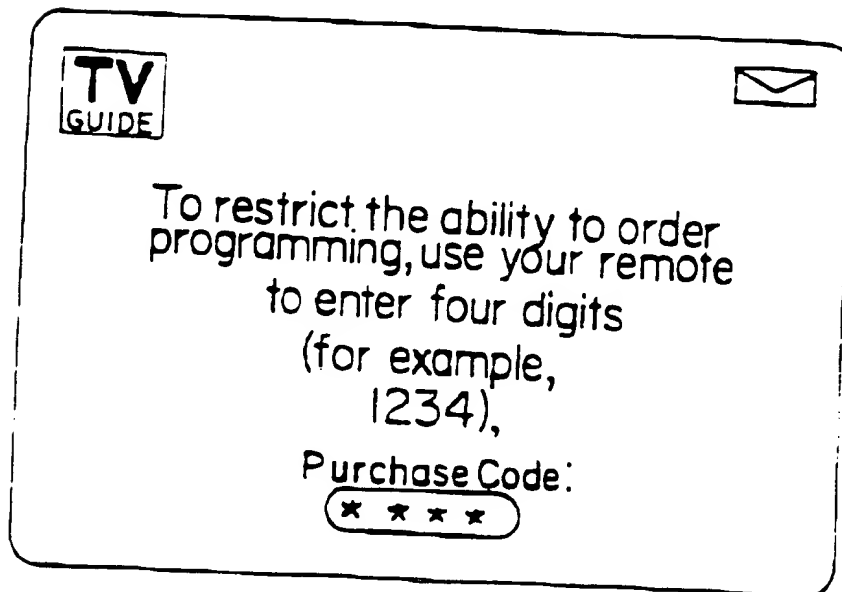 TV
GUIDE
To restrict the ability to order
programming, use your remote
to enter four digits
(for example,
1234),
Purchase Code:
* * * *